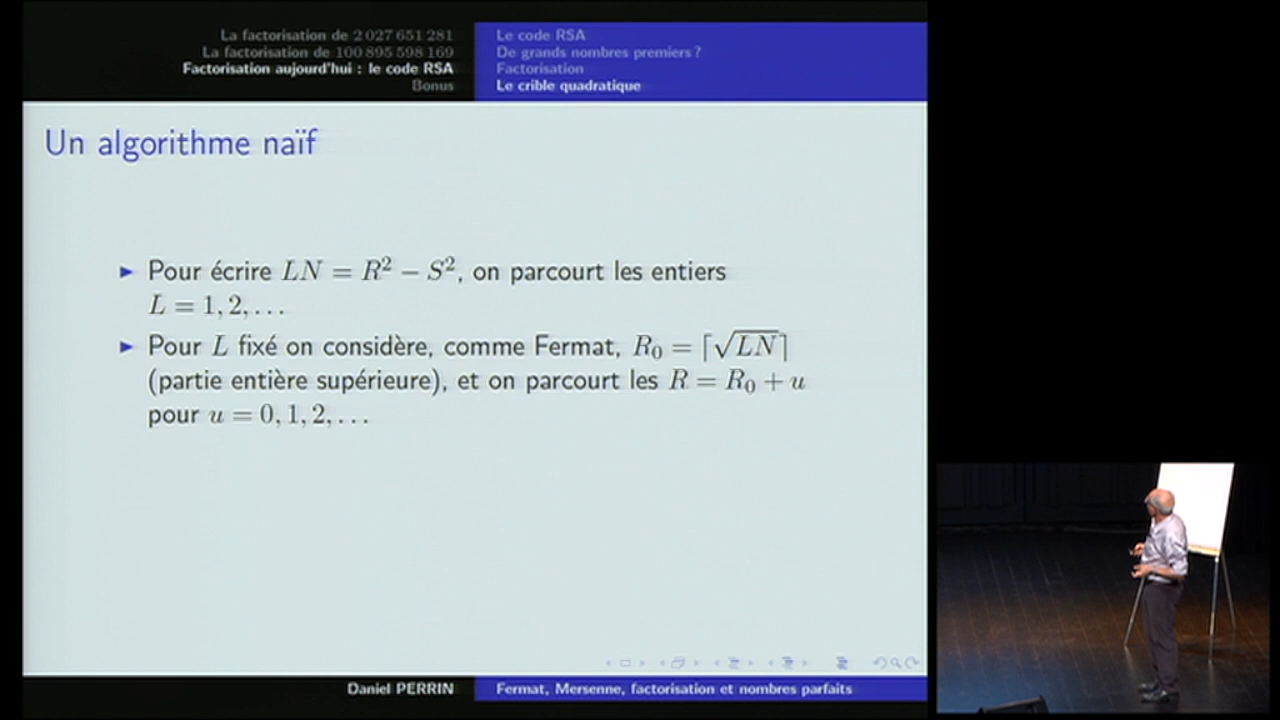 La factorisation de 2 027 651 281
La factorisation de 100 895 598 169
Factorisation aujourd'hui : le code RSA
Bonus
Le code RSA
De grands nombres premiers ?
Factorisation
Le crible quadratique
Un algorithme naïf
► Pour écrire LN = R² − S², on parcourt les entiers
L = 1, 2, . . .
► Pour L fixé on considère, comme Fermat, R₀ = ⌈√LN⌉
(partie entière supérieure), et on parcourt les R = R₀ + u
pour u = 0, 1, 2, . . .
Daniel PERRIN
Fermat, Mersenne, factorisation et nombres parfaits